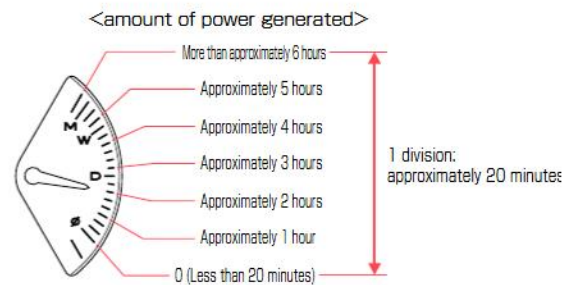 <amount of power generated>
More than approximately 6 hours
Approximately 5 hours
M
W
Approximately 4 hours
D
Approximately 3 hours
1 division:
approximately 20 minutes
Approximately 2 hours
ø
Approximately 1 hour
0 (Less than 20 minutes)